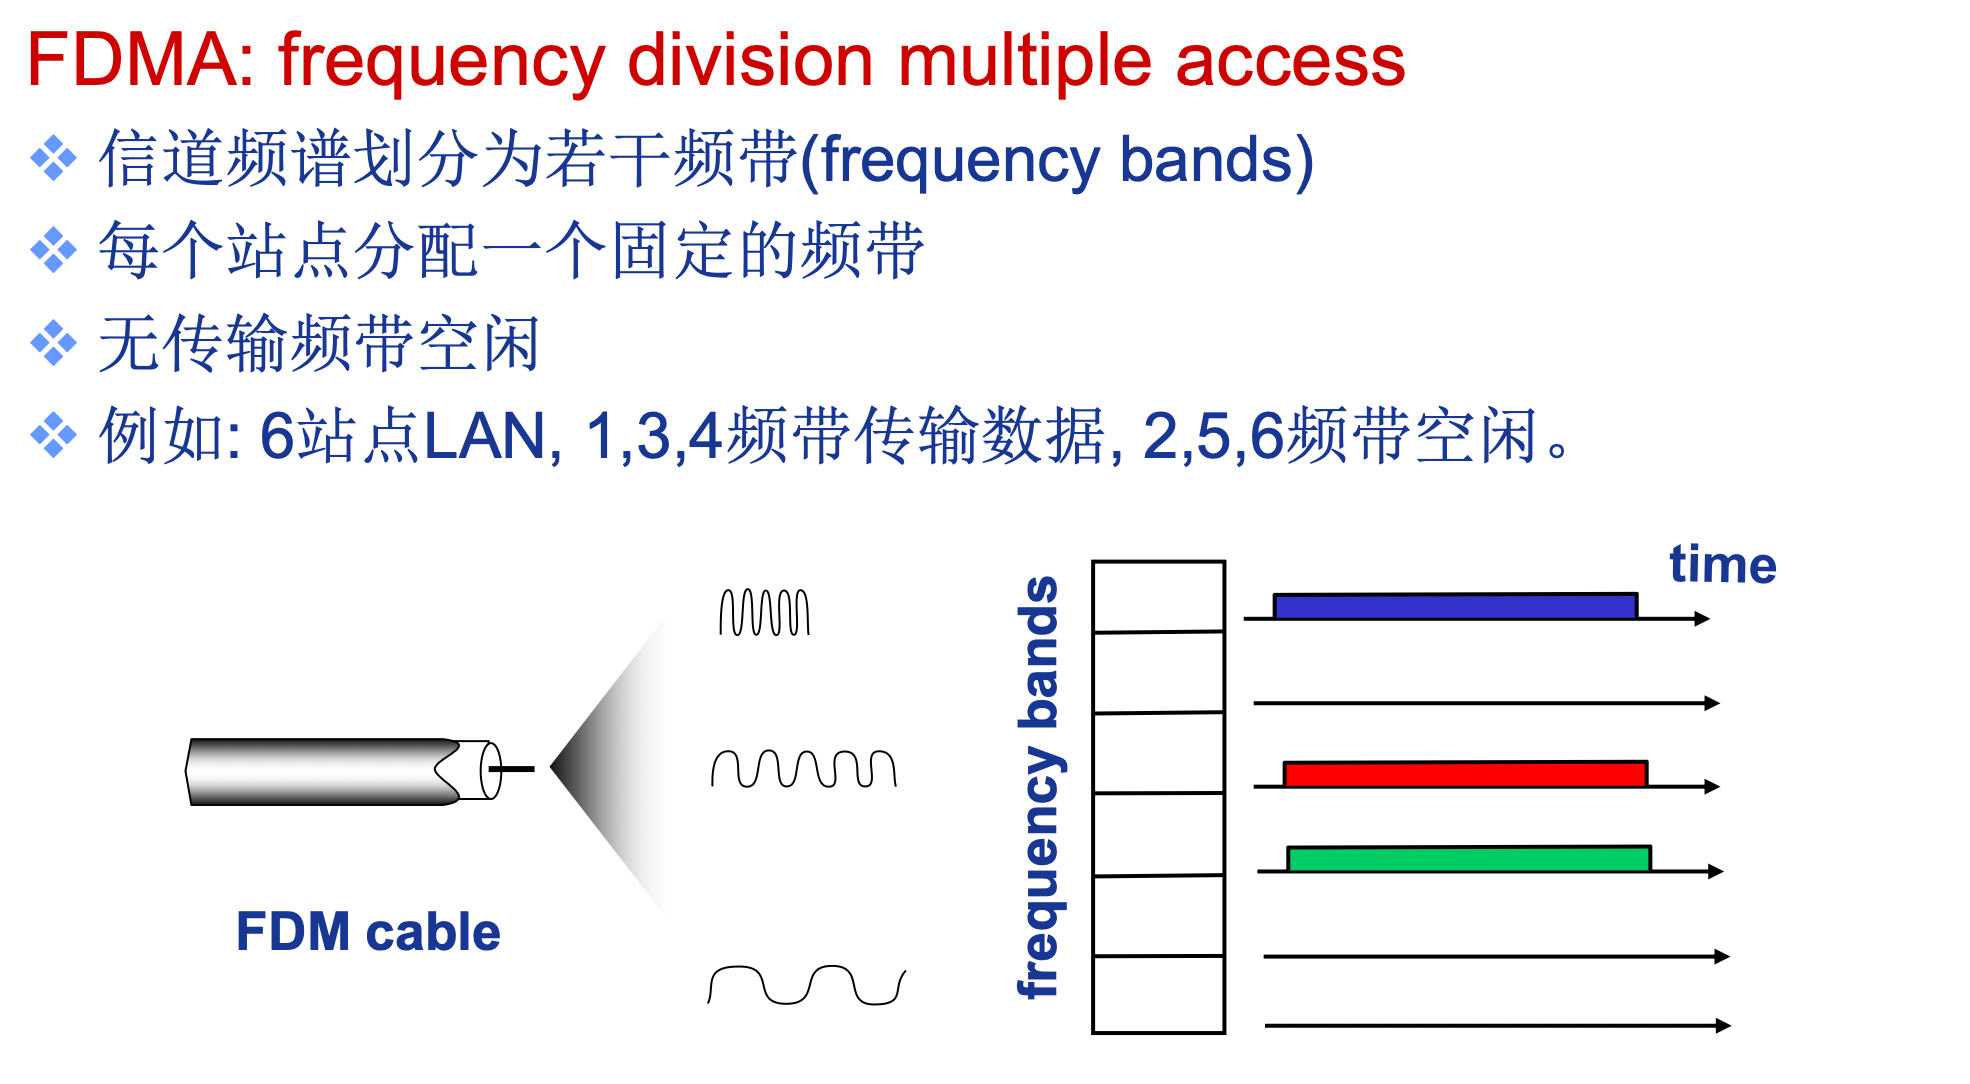 FDMA: frequency division multiple access
信道频谱划分为若干频带(frequency bands)
每个站点分配一个固定的频带
无传输频带空闲
例如: 6站点LAN, 1,3,4频带传输数据, 2,5,6频带空闲。
FDM cable
frequency bands
time